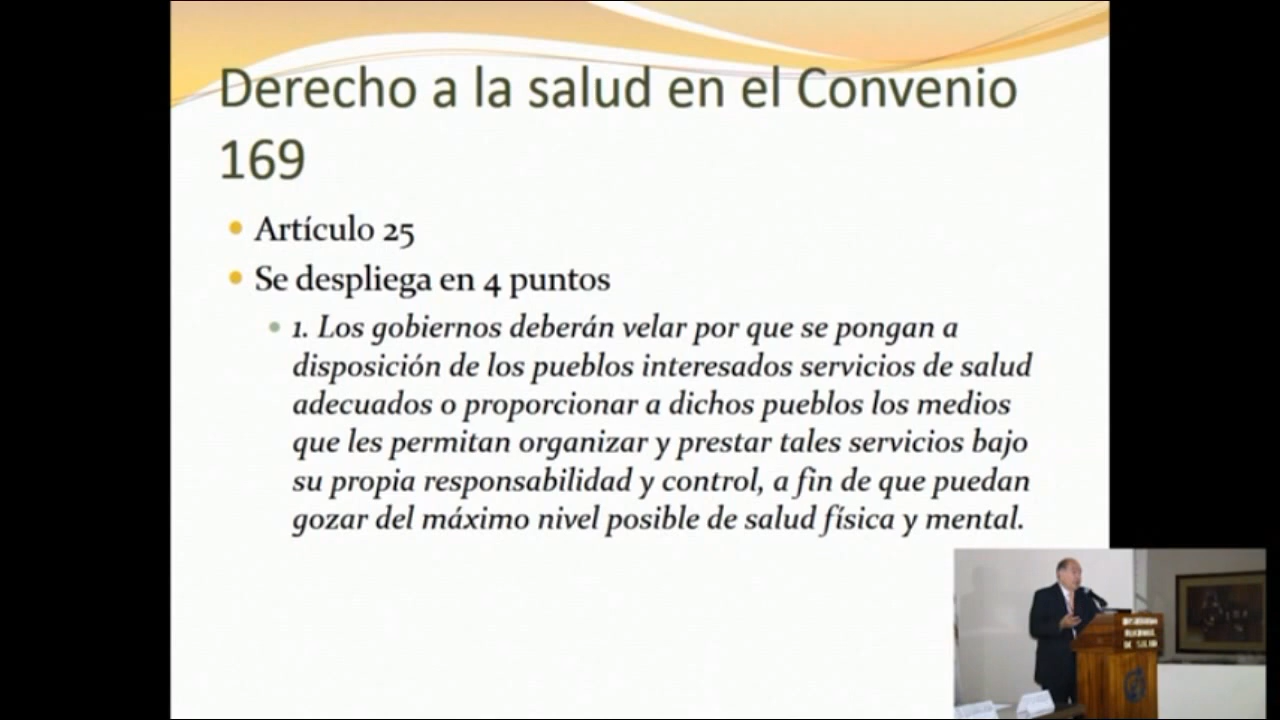 Derecho a la salud en el Convenio
169
Artículo 25
Se despliega en 4 puntos
1. Los gobiernos deberán velar por que se pongan a
disposición de los pueblos interesados servicios de salud
adecuados o proporcionar a dichos pueblos los medios
que les permitan organizar y prestar tales servicios bajo
su propia responsabilidad y control, a fin de que puedan
gozar del máximo nivel posible de salud física y mental.
DE SALUD